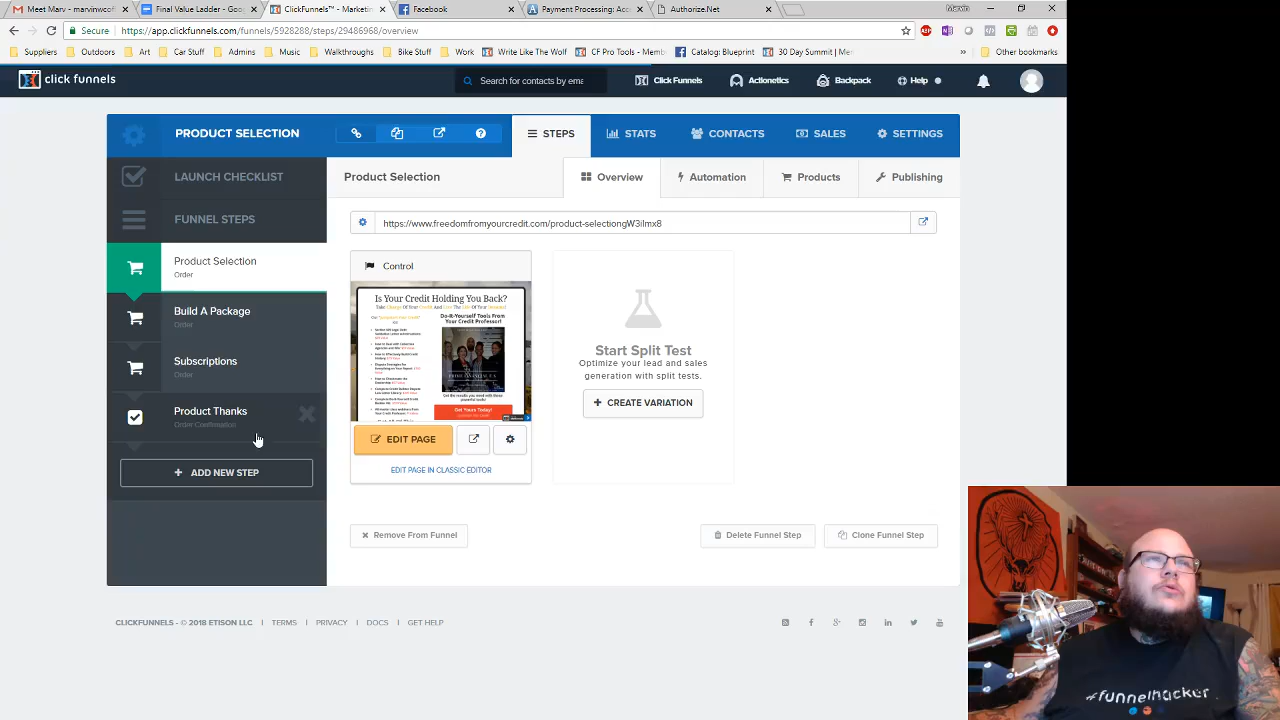 Meet Marv - marvinwcoff
Final Value Ladder - Goo
ClickFunnels™ - Marketin
Facebook
Payment Processing: Acc
Authorize.Net
Secure
https://app.clickfunnels.com/funnels/5928288/steps/29486968/overview
Suppliers
Outdoors
Art
Car Stuff
Admins
Music
Laughs
Bike Stuff
Work
Write Like The Wolf
CF Pro Tools - Memb
Catalog Blueprint
30 Day Summit | Me
»
Other bookmarks
click funnels
Search for contacts by ema
Click Funnels
Actionetics
Backpack
Help
PRODUCT SELECTION
STEPS
STATS
CONTACTS
SALES
SETTINGS
LAUNCH CHECKLIST
Product Selection
Overview
Automation
Products
Publishing
FUNNEL STEPS
https://www.freedomfromyourcredit.com/product-selectiongW3iImx8
Product Selection
Order
Control
Is Your Credit Holding You Back?
Do-It-Yourself Tools From
Your Credit Professor!
Get Yours Today!
Build A Package
Order
Start Split Test
Optimize your lead and sales
generation with spli tests.
CREATE VARIATION
Subscriptions
Order
Product Thanks
Order Confirmation
EDIT PAGE
EDIT PAGE IN CLASSIC EDITOR
ADD NEW STEP
Remove From Funnel
Delete Funnel Step
Clone Funnel Step
CLICKFUNNELS - © 2018 ETISON LLC | TERMS | PRIVACY | DOCS | GET HELP
#funnelhacker